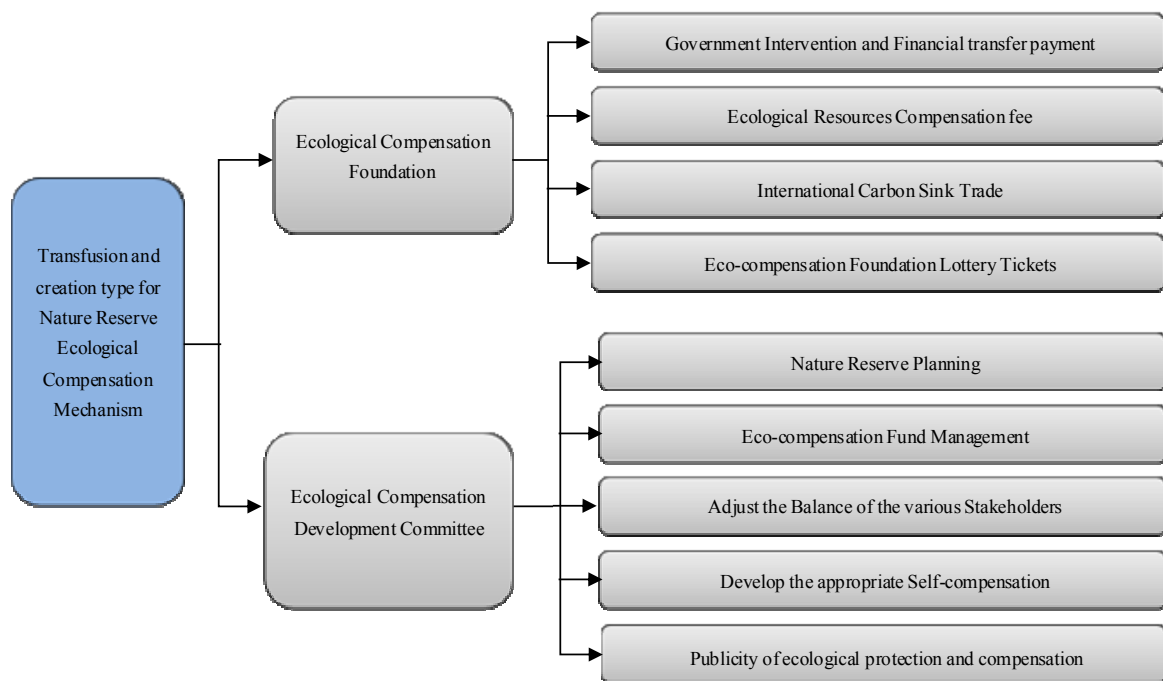 Transfusion and
creation type for
Nature Reserve
Ecological
Compensation
Mechanism
Ecological Compensation
Foundation
Government Intervention and Financial transfer payment
Ecological Resources Compensation fee
International Carbon Sink Trade
Eco-compensation Foundation Lottery Tickets
Ecological Compensation
Development Committee
Nature Reserve Planning
Eco-compensation Fund Management
Adjust the Balance of the various Stakeholders
Develop the appropriate Self-compensation
Publicity of ecological protection and compensation